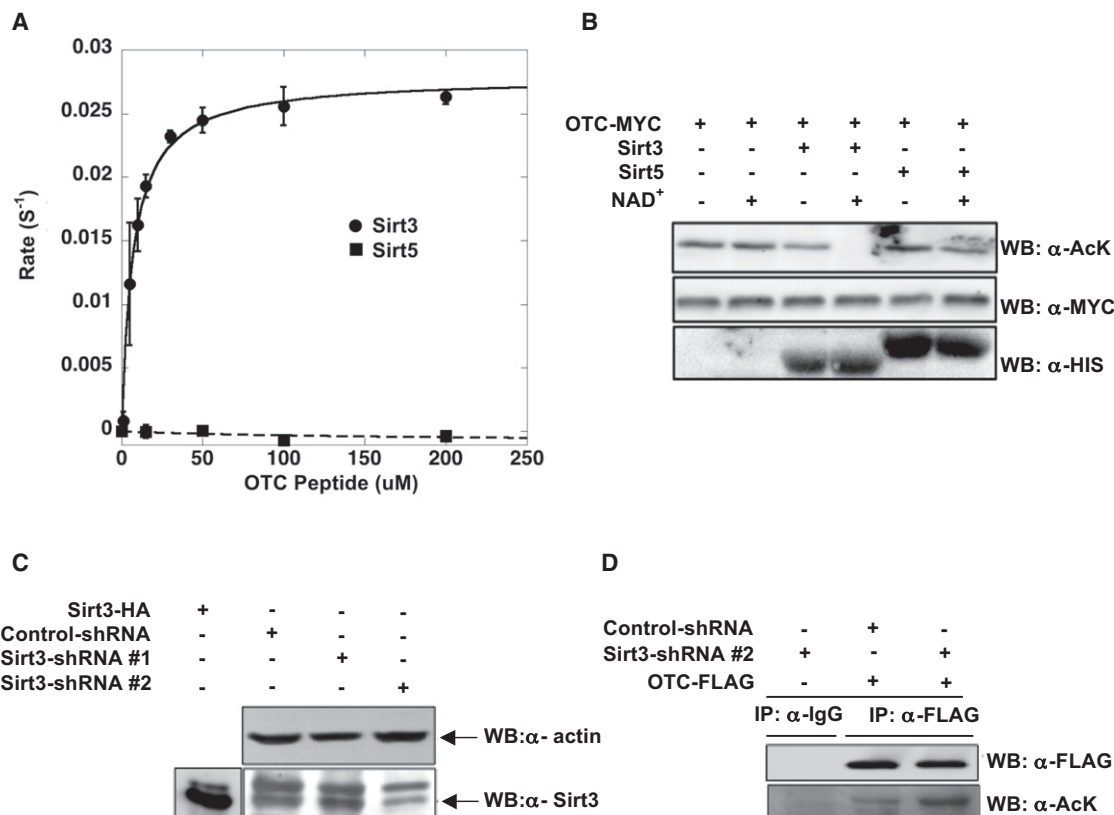 A
0.03
0.025
0.02
0.015
0.01
0.005
0
Rate (S-1)
Sirt3
Sirt5
0 50 100 150 200 250
OTC Peptide (uM)
B
OTC-MYC + + + + + +
Sirt3 - - + + - -
Sirt5 - - - - + +
NAD+ - + - + - +
WB: α-AcK
WB: α-MYC
WB: α-HIS
C
Sirt3-HA + - - -
Control-shRNA - + - -
Sirt3-shRNA #1 - - + -
Sirt3-shRNA #2 - - - +
WB:α- actin
WB:α- Sirt3
D
Control-shRNA - + -
Sirt3-shRNA #2 + - +
OTC-FLAG - + +
IP: α-IgG IP: α-FLAG
WB: α-FLAG
WB: α-AcK